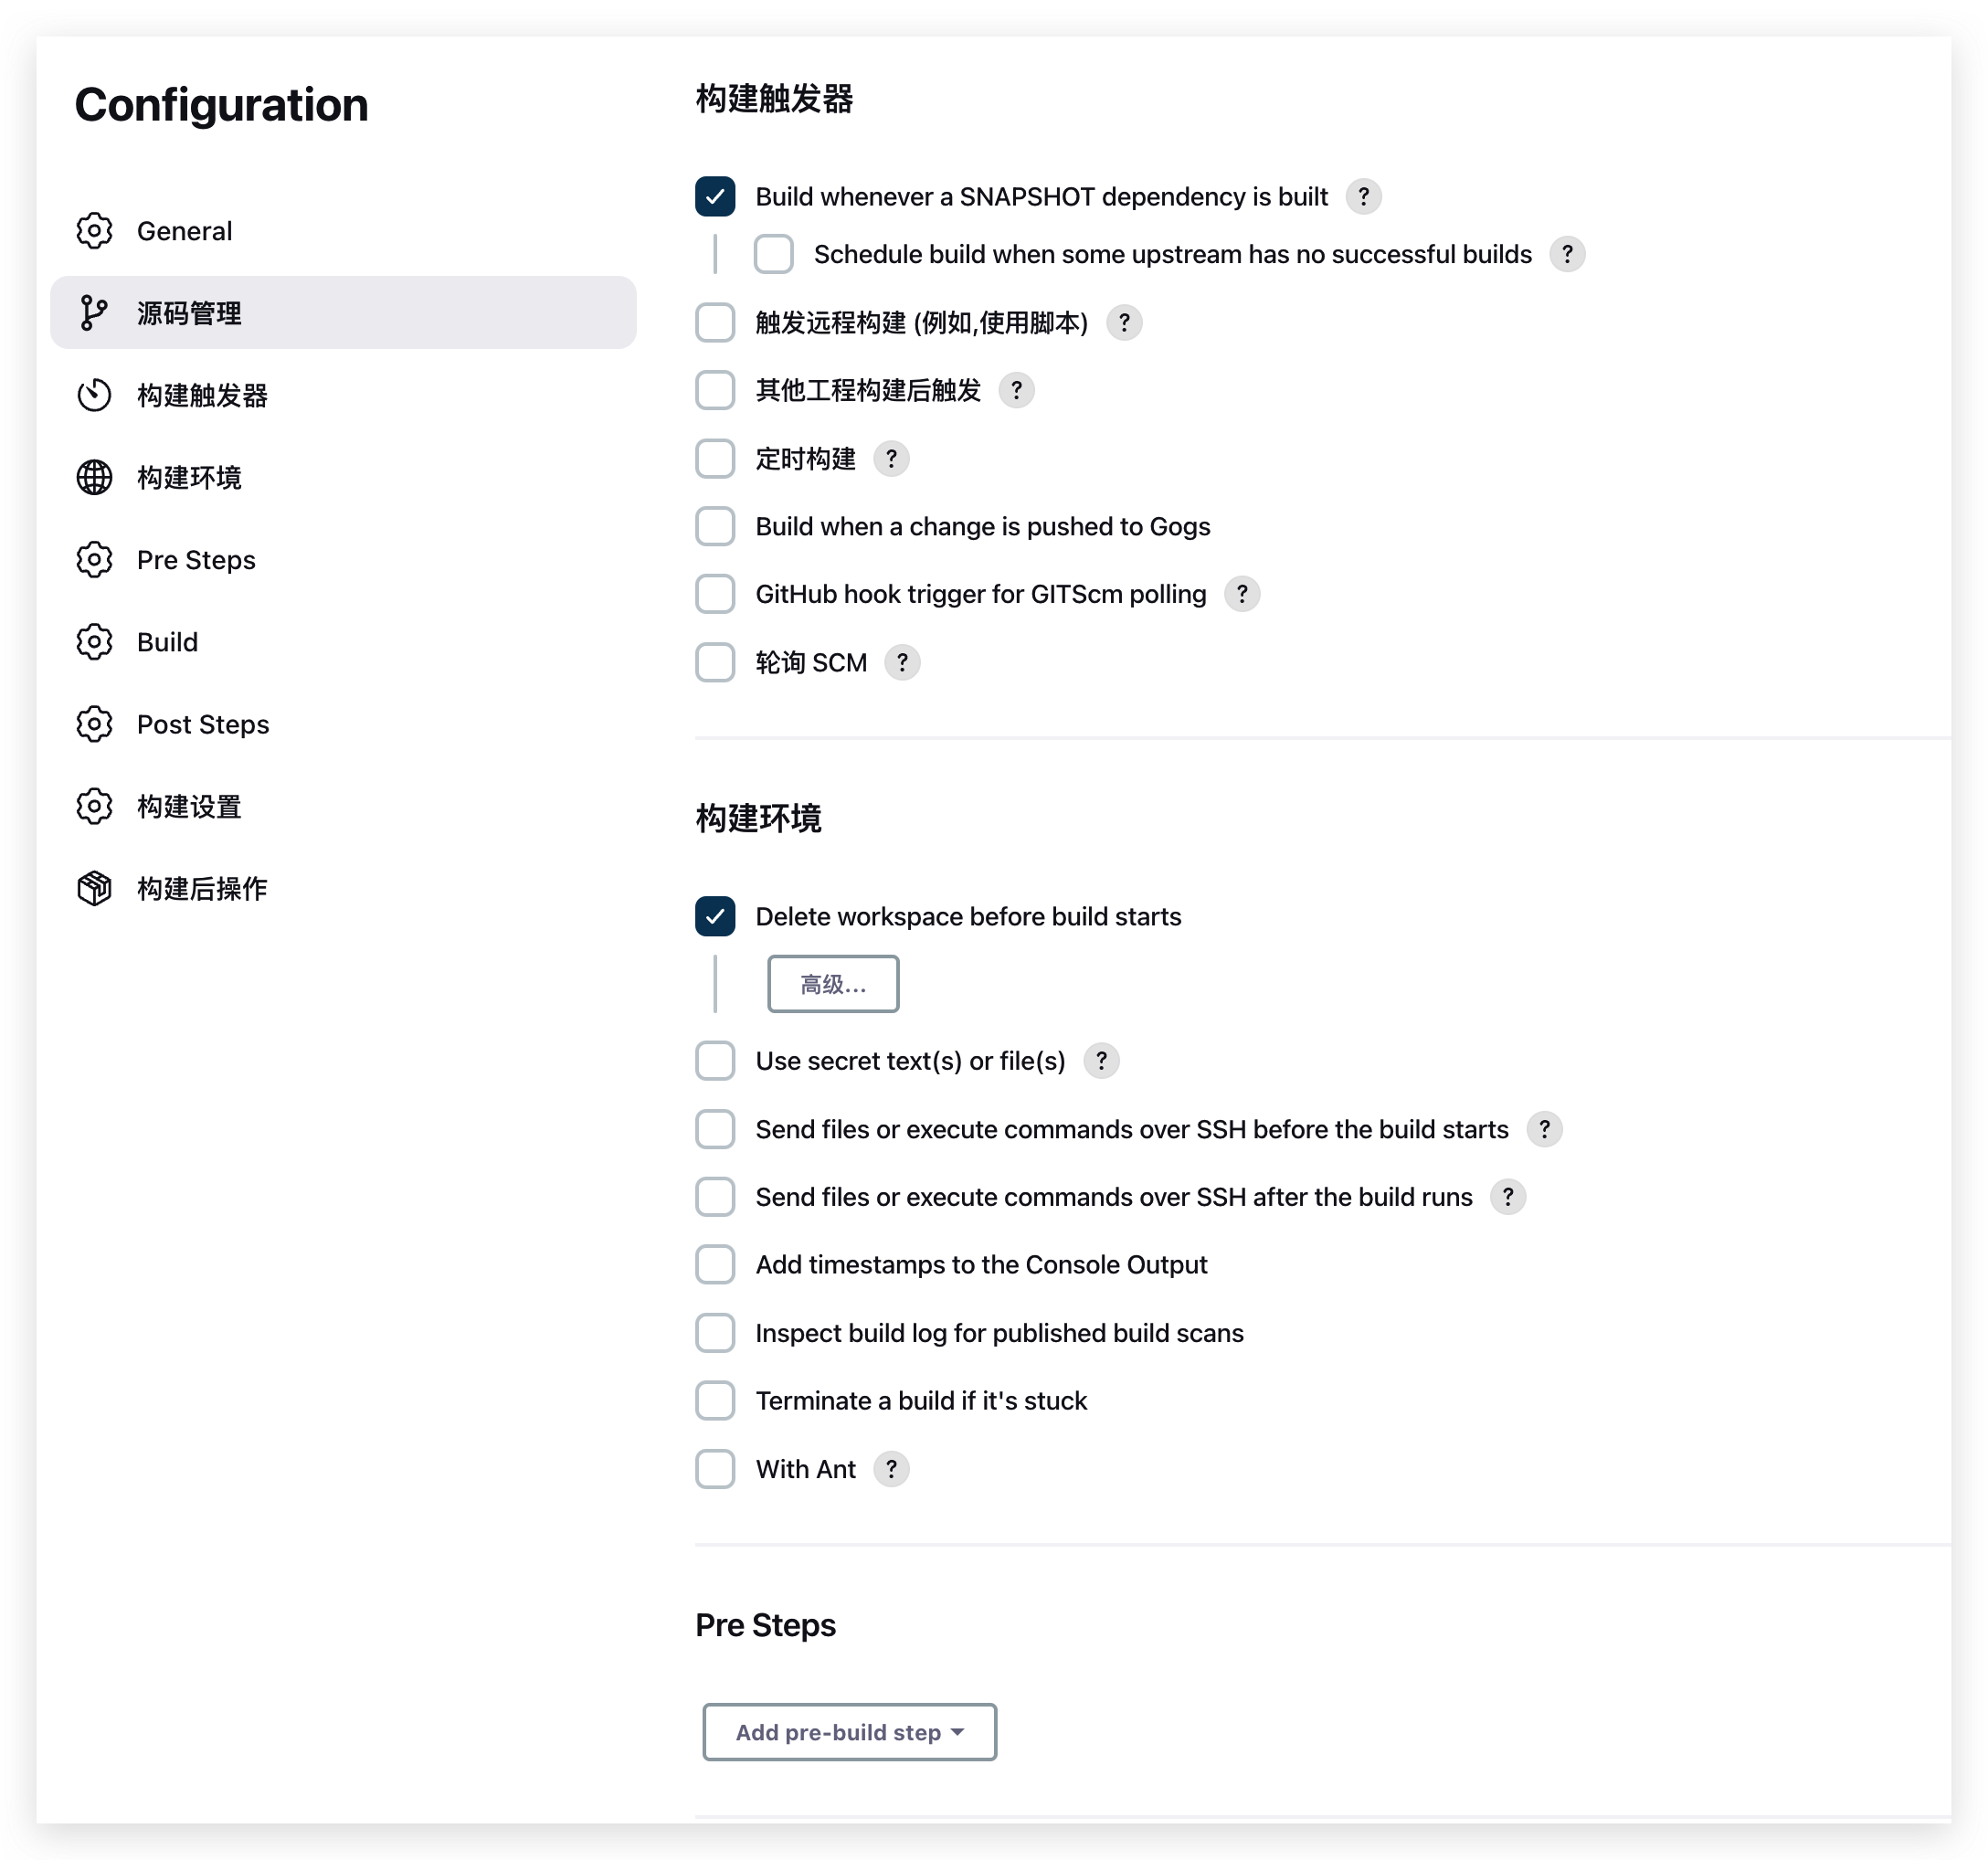 Configuration
General
源码管理
构建触发器
构建环境
Pre Steps
Build
Post Steps
构建设置
构建后操作
构建触发器
Build whenever a SNAPSHOT dependency is built ?
Schedule build when some upstream has no successful builds ?
触发远程构建 (例如,使用脚本) ?
其他工程构建后触发 ?
定时构建 ?
Build when a change is pushed to Gogs
GitHub hook trigger for GITScm polling ?
轮询 SCM ?
构建环境
Delete workspace before build starts
高级...
Use secret text(s) or file(s) ?
Send files or execute commands over SSH before the build starts ?
Send files or execute commands over SSH after the build runs ?
Add timestamps to the Console Output
Inspect build log for published build scans
Terminate a build if it's stuck
With Ant ?
Pre Steps
Add pre-build step